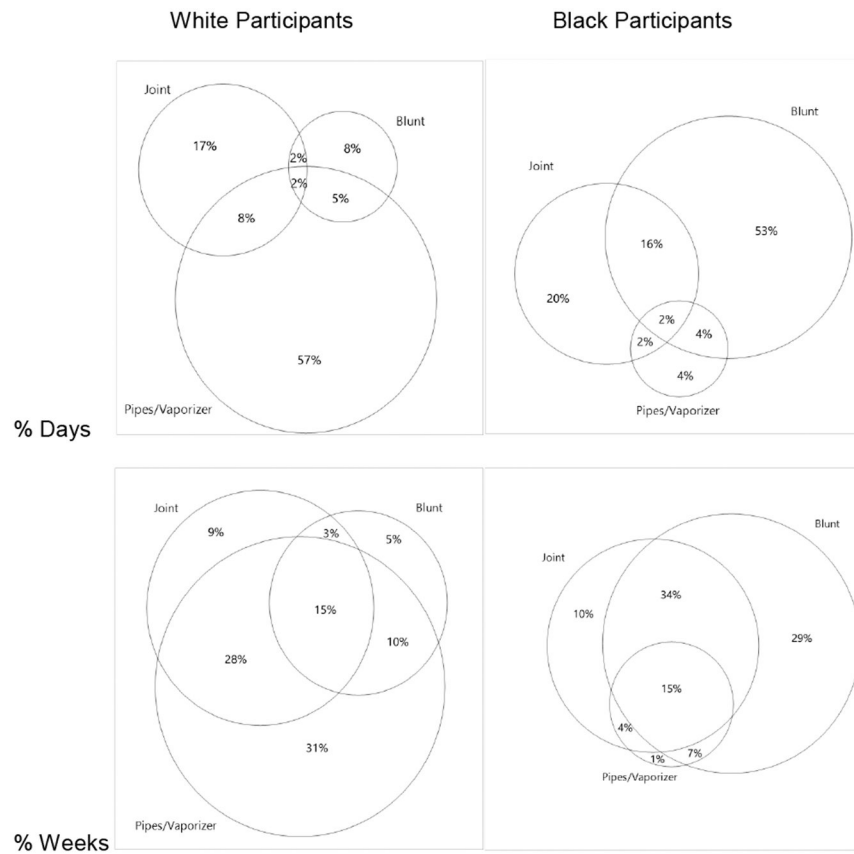 White Participants
Black Participants
Joint
Blunt
17%
2%
8%
2%
5%
8%
57%
Pipes/Vaporizer
Blunt
Joint
53%
16%
20%
2%
2%
4%
4%
Pipes/Vaporizer
% Days
Joint
Blunt
9%
3%
5%
15%
10%
28%
31%
Pipes/Vaporizer
Joint
Blunt
34%
10%
29%
15%
4%
7%
1%
Pipes/Vaporizer
% Weeks